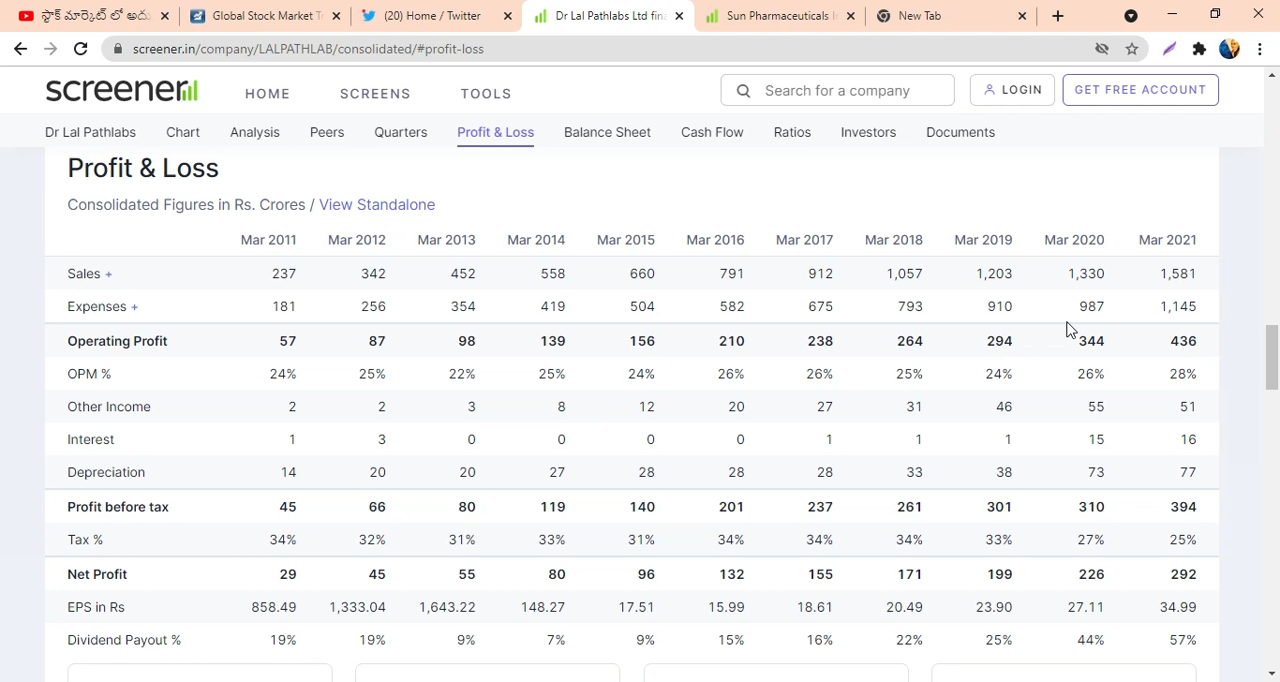 స్టాక్ మార్కెట్ లో అదు
Global Stock Market T
(20) Home / Twitter
Dr Lal Pathlabs Ltd fina
Sun Pharmaceuticals I
New Tab
screener.in/company/LALPATHLAB/consolidated/#profit-loss
screener
HOME SCREENS TOOLS
Search for a company
LOGIN
GET FREE ACCOUNT
Dr Lal Pathlabs Chart Analysis Peers Quarters Profit & Loss Balance Sheet Cash Flow Ratios Investors Documents
Profit & Loss
Consolidated Figures in Rs. Crores / View Standalone
Mar 2011 Mar 2012 Mar 2013 Mar 2014 Mar 2015 Mar 2016 Mar 2017 Mar 2018 Mar 2019 Mar 2020 Mar 2021
Sales + 237 342 452 558 660 791 912 1,057 1,203 1,330 1,581
Expenses + 181 256 354 419 504 582 675 793 910 987 1,145
Operating Profit 57 87 98 139 156 210 238 264 294 344 436
OPM % 24% 25% 22% 25% 24% 26% 26% 25% 24% 26% 28%
Other Income 2 2 3 8 12 20 27 31 46 55 51
Interest 1 3 0 0 0 0 1 1 1 15 16
Depreciation 14 20 20 27 28 28 28 33 38 73 77
Profit before tax 45 66 80 119 140 201 237 261 301 310 394
Tax % 34% 32% 31% 33% 31% 34% 34% 34% 33% 27% 25%
Net Profit 29 45 55 80 96 132 155 171 199 226 292
EPS in Rs 858.49 1,333.04 1,643.22 148.27 17.51 15.99 18.61 20.49 23.90 27.11 34.99
Dividend Payout % 19% 19% 9% 7% 9% 15% 16% 22% 25% 44% 57%